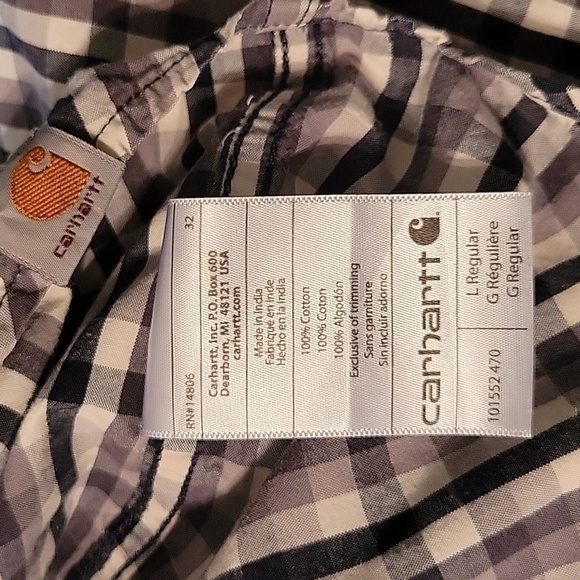 carhartt
L Regular
G Régulière
G Regular
101552 470
carhartt
100% Cotton
100% Coton
100% Algodón
Exclusive of trimming
Sans garniture
Sin incluir adorno
Made in India
Fabriqué en Inde
Hecho en la India
Carhartt, Inc. P.O. Box 600
Dearborn, MI 48121 USA
carhartt.com
RN#14806
32